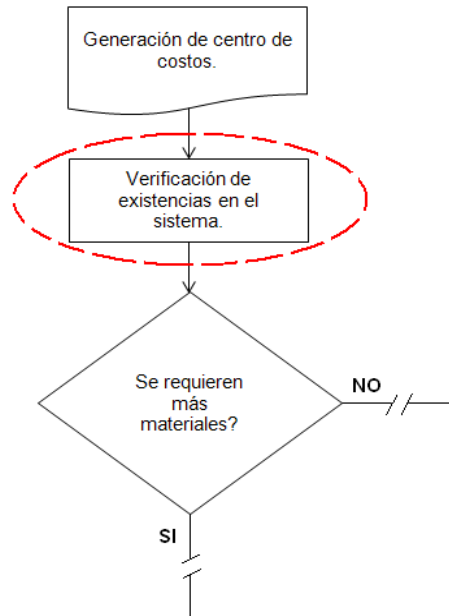 Generación de centro de
costos.
Verificación de
existencias en el
sistema.
Se requieren
más
materiales?
NO
SI